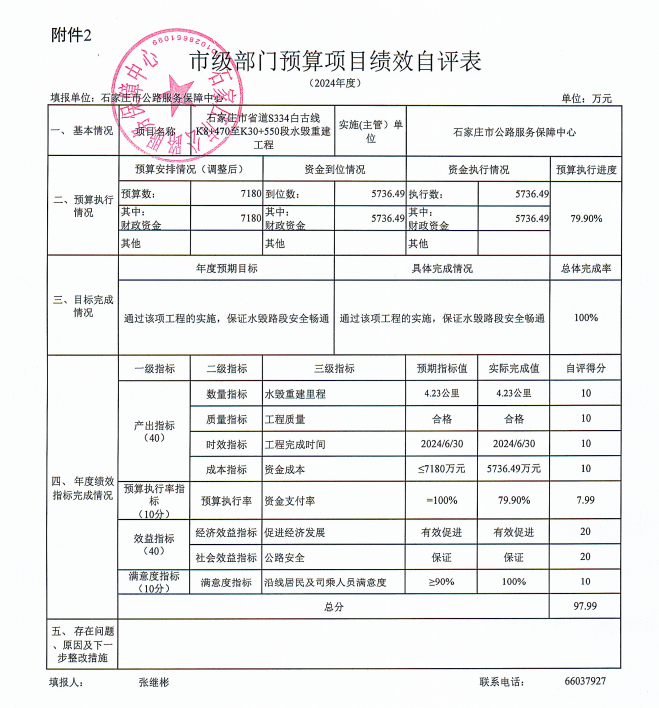 附件2
市级部门预算项目绩效自评表
（2024年度）
填报单位：石家庄市公路服务保障中心 单位：万元
一、 基本情况 项目名称 石家庄市省道S334白古线K8+470至K30+550段水毁重建工程 实施(主管）单位 石家庄市公路服务保障中心
二、预算执行情况 预算安排情况（调整后） 资金到位情况 资金执行情况 预算执行进度
预算数： 7180 到位数： 5736.49 执行数： 5736.49 79.90%
其中：财政资金 7180 其中：财政资金 5736.49 其中：财政资金 5736.49
其他 其他 其他
三、目标完成情况 年度预期目标 具体完成情况 总体完成率
通过该项工程的实施，保证水毁路段安全畅通 通过该项工程的实施，保证水毁路段安全畅通 100%
四、 年度绩效指标完成情况 一级指标 二级指标 三级指标 预期指标值 实际完成值 自评得分
产出指标（40） 数量指标 水毁重建里程 4.23公里 4.23公里 10
质量指标 工程质量 合格 合格 10
时效指标 工程完成时间 2024/6/30 2024/6/30 10
成本指标 资金成本 ≤7180万元 5736.49万元 10
预算执行率指标（10分） 预算执行率 资金支付率 =100% 79.90% 7.99
效益指标（40） 经济效益指标 促进经济发展 有效促进 有效促进 20
社会效益指标 公路安全 保证 保证 20
满意度指标（10分） 满意度指标 沿线居民及司乘人员满意度 ≥90% 100% 10
总分 97.99
五、 存在问题、原因及下一步整改措施
填报人： 张继彬 联系电话： 66037927